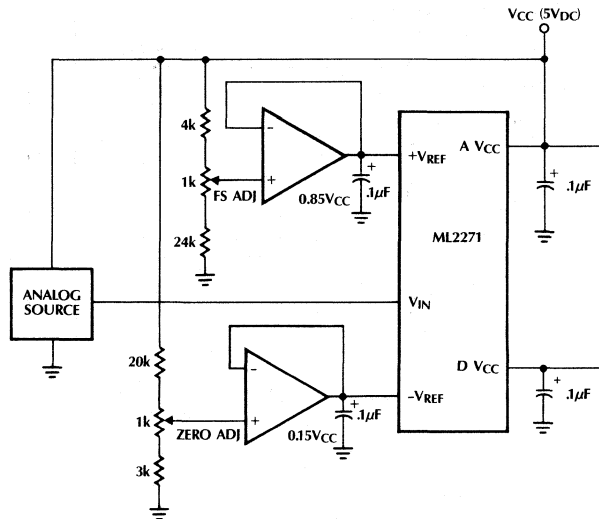 VCC (5VDC)
4k
1k
FS ADJ
24k
-
+
0.85VCC
+
.1µF
+VREF
A VCC
+
.1µF
ML2271
ANALOG
SOURCE
VIN
20k
1k
ZERO ADJ
3k
-
+
0.15VCC
+
.1µF
-VREF
D VCC
+
.1µF